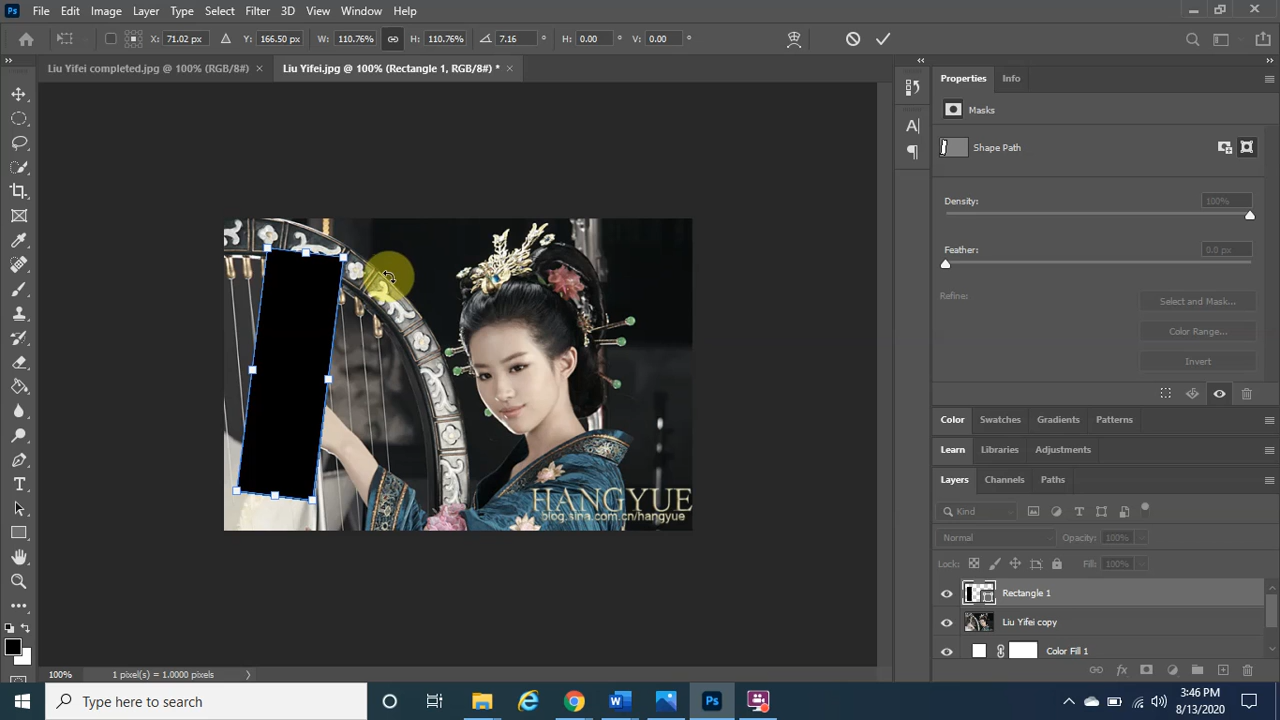 Ps File Edit Image Layer Type Select Filter 3D View Window Help
X: 71.02 px Y: 166.50 px W: 110.76% H: 110.76% 7.16 ° H: 0.00 ° V: 0.00 °
Liu Yifei completed.jpg @ 100% (RGB/8#) × Liu Yifei.jpg @ 100% (Rectangle 1, RGB/8#) * ×
Properties Info
Masks
Shape Path
Density: 100%
Feather: 0.0 px
Refine: Select and Mask...
Color Range...
Invert
Color Swatches Gradients Patterns
Learn Libraries Adjustments
Layers Channels Paths
Kind
Normal Opacity: 100%
Lock: Fill: 100%
Rectangle 1
Liu Yifei copy
Color Fill 1
HANGYUE
blog.sina.com.cn/hangyue
100% 1 pixel(s) = 1.0000 pixels
Type here to search
3:46 PM
8/13/2020